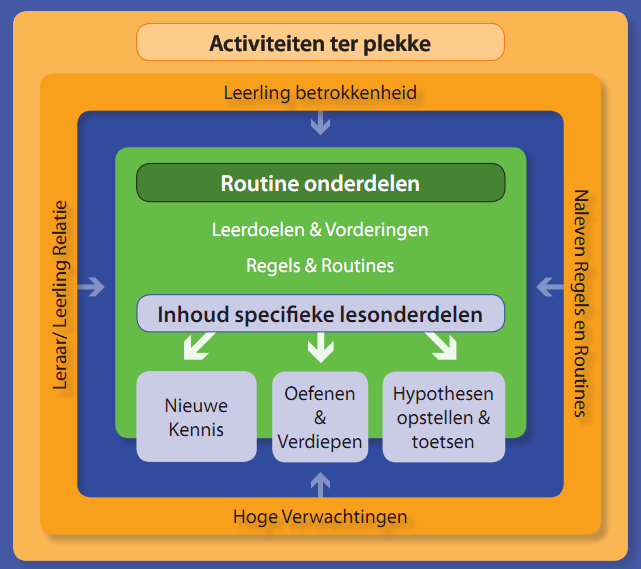 Activiteiten ter plekke
Leerling betrokkenheid
Routine onderdelen
Leerdoelen & Vorderingen
Regels & Routines
Inhoud specifieke lesonderdelen
Nieuwe
Kennis
Oefenen
&
Verdiepen
Hypothesen
opstellen &
toetsen
Leraar/ Leerling Relatie
Naleven Regels en Routines
Hoge Verwachtingen